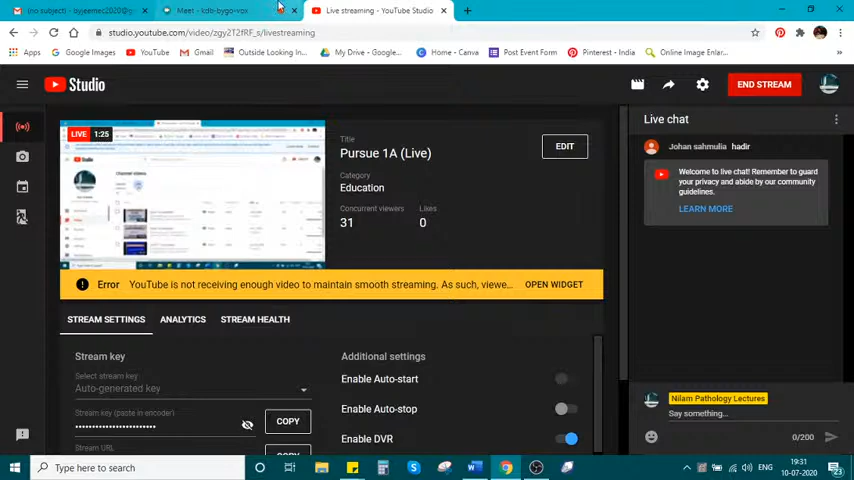 (no subject) - byjeemec2020@g
Meet - kdb-bygo-vox
Live streaming - YouTube Studio
studio.youtube.com/video/zgy2T2fRF_s/livestreaming
Apps
Google Images
YouTube
Gmail
Outside Looking In...
My Drive - Google...
Home - Canva
Post Event Form
Pinterest - India
Online Image Enlar...
Studio
END STREAM
LIVE 1:25
Title
Pursue 1A (Live)
EDIT
Category
Education
Concurrent viewers
Likes
31
0
Live chat
Johan sahmulia hadir
Welcome to live chat! Remember to guard
your privacy and abide by our community
guidelines.
LEARN MORE
Error YouTube is not receiving enough video to maintain smooth streaming. As such, viewe... OPEN WIDGET
STREAM SETTINGS
ANALYTICS
STREAM HEALTH
Stream key
Select stream key
Auto-generated key
Stream key (paste in encoder)
COPY
Stream URL
COPY
Additional settings
Enable Auto-start
Enable Auto-stop
Enable DVR
Nilam Pathology Lectures
Say something...
0/200
Type here to search
ENG
19:31
10-07-2020
23